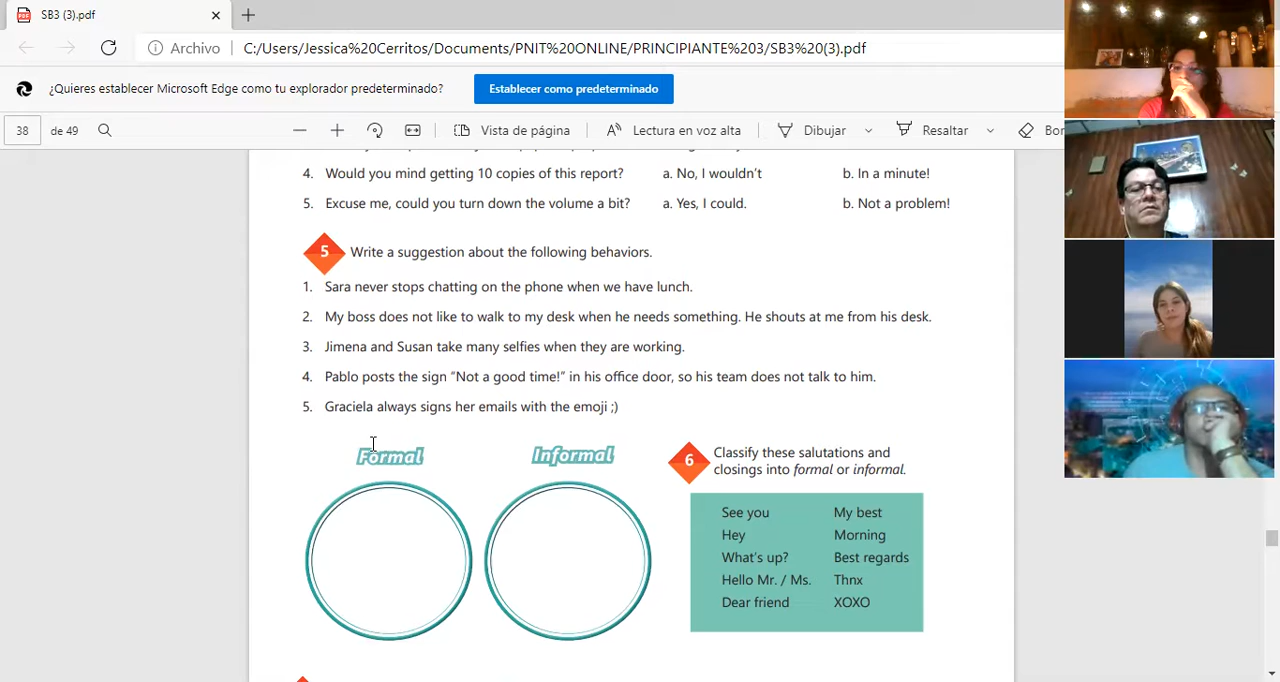 SB3 (3).pdf
Archivo
C:/Users/Jessica%20Cerritos/Documents/PNIT%20ONLINE/PRINCIPIANTE%203/SB3%20(3).pdf
¿Quieres establecer Microsoft Edge como tu explorador predeterminado?
Establecer como predeterminado
38 de 49
Vista de página
Lectura en voz alta
Dibujar
Resaltar
4. Would you mind getting 10 copies of this report? a. No, I wouldn't b. In a minute!
5. Excuse me, could you turn down the volume a bit? a. Yes, I could. b. Not a problem!
5 Write a suggestion about the following behaviors.
1. Sara never stops chatting on the phone when we have lunch.
2. My boss does not like to walk to my desk when he needs something. He shouts at me from his desk.
3. Jimena and Susan take many selfies when they are working.
4. Pablo posts the sign “Not a good time!” in his office door, so his team does not talk to him.
5. Graciela always signs her emails with the emoji ;)
Formal
Informal
6 Classify these salutations and
closings into formal or informal.
See you My best
Hey Morning
What's up? Best regards
Hello Mr. / Ms. Thnx
Dear friend XOXO